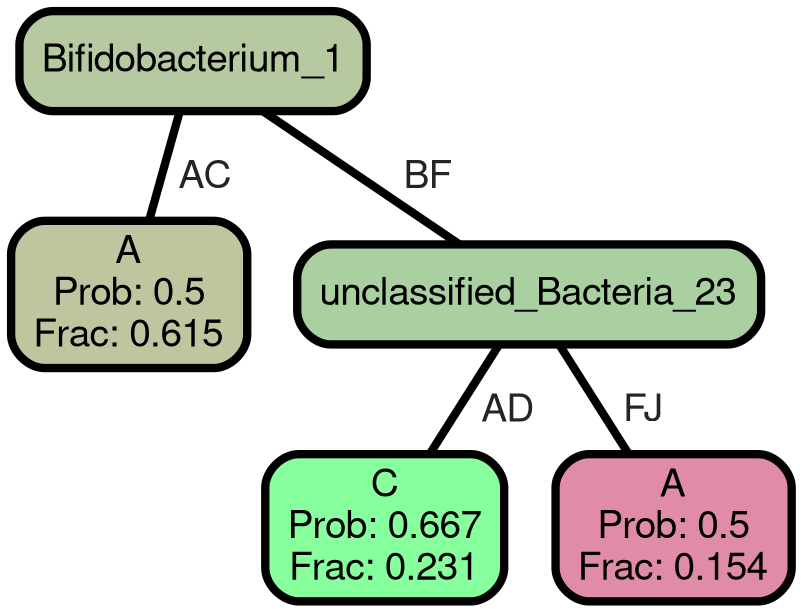 Bifidobacterium_1
AC
BF
A
Prob: 0.5
Frac: 0.615
unclassified_Bacteria_23
AD
FJ
C
Prob: 0.667
Frac: 0.231
A
Prob: 0.5
Frac: 0.154